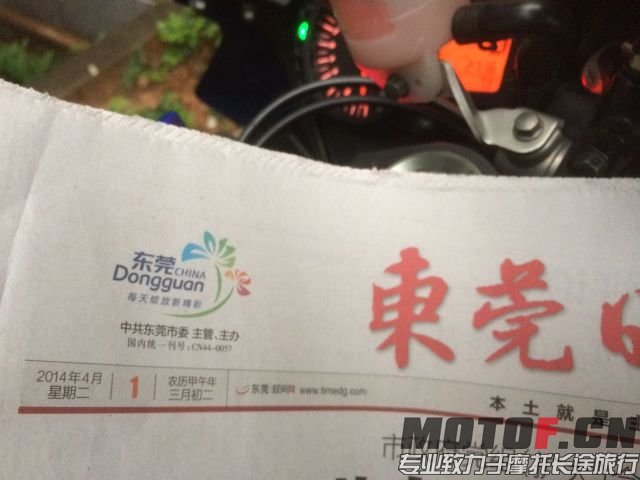 东莞 CHINA
Dongguan
每天绽放新精彩
中共东莞市委 主管、主办
国内统一刊号：CN44-0057
東莞
2014年4月
星期二
1
农历甲午年
三月初二
东莞时间网 www.timedg.com
本土就是
MOTOF.CN
专业致力于摩托长途旅行